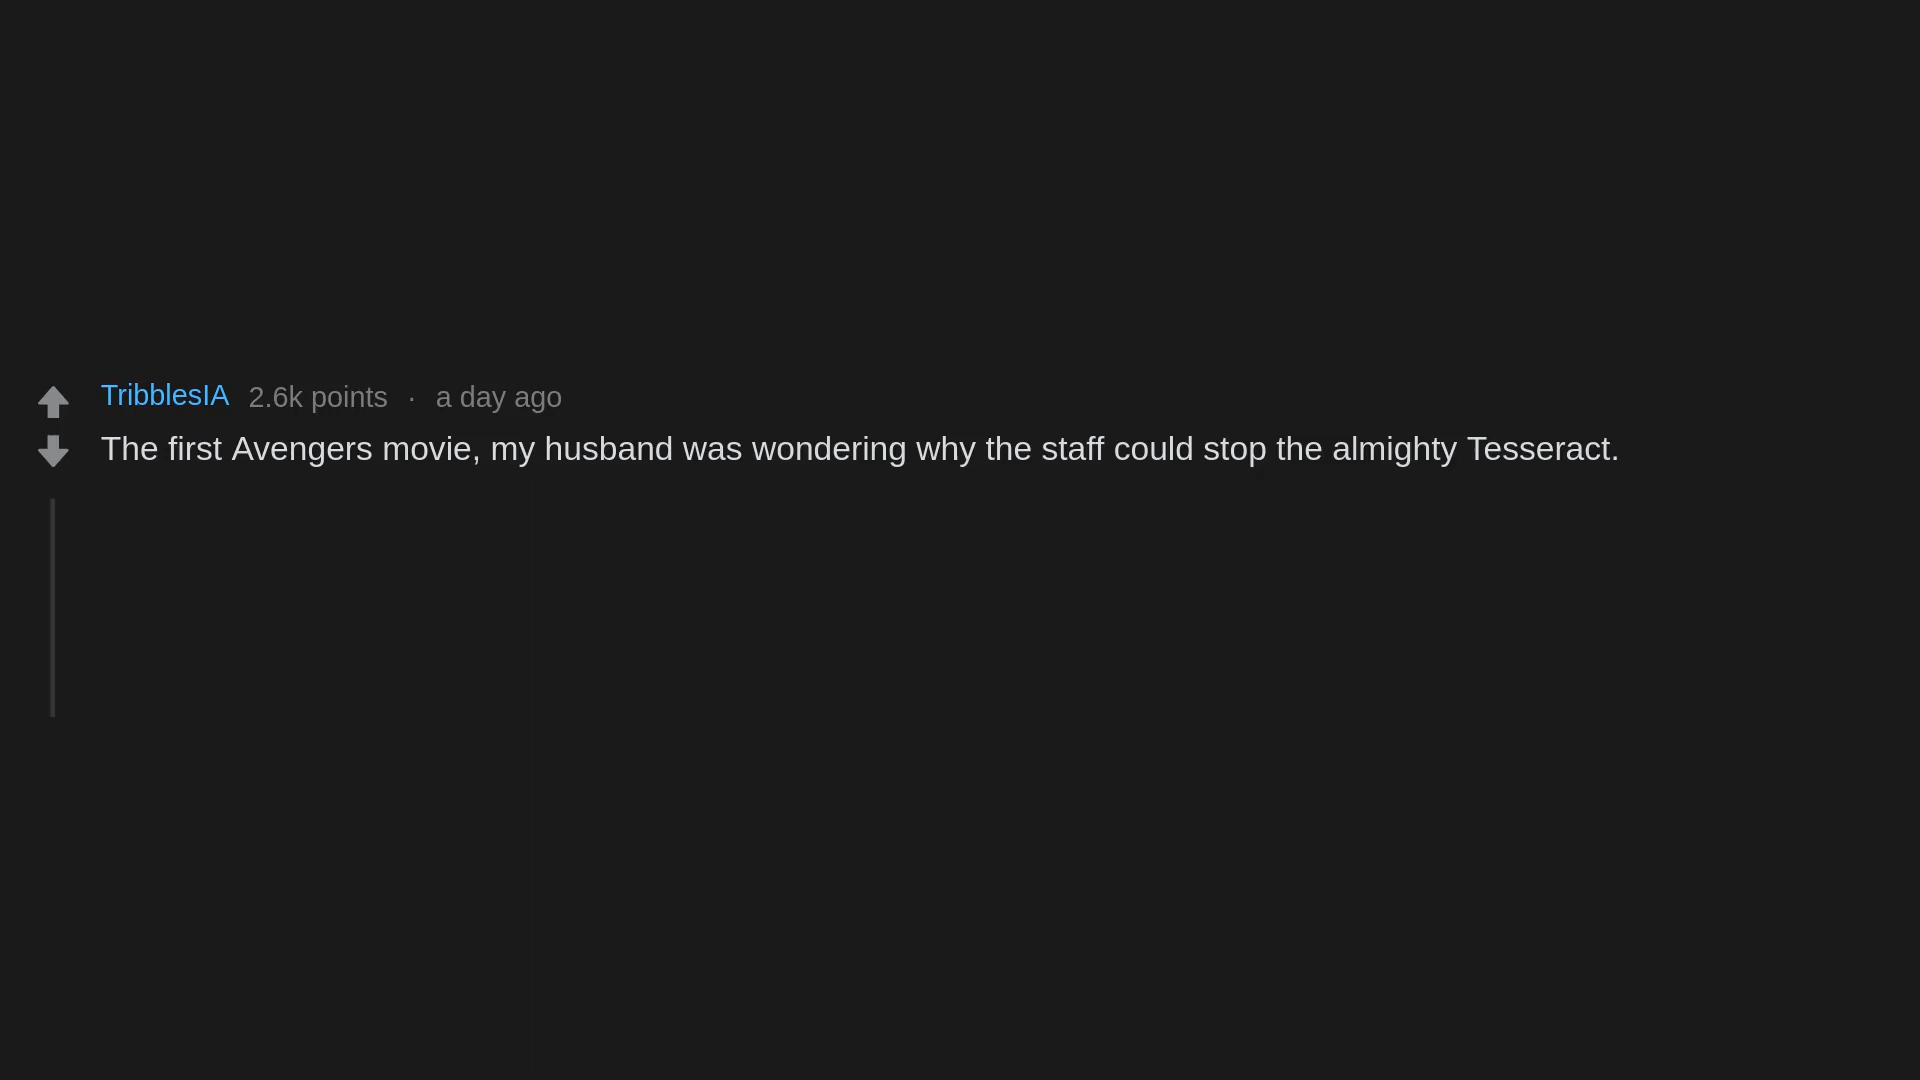 TribblesIA 2.6k points · a day ago
The first Avengers movie, my husband was wondering why the staff could stop the almighty Tesseract.